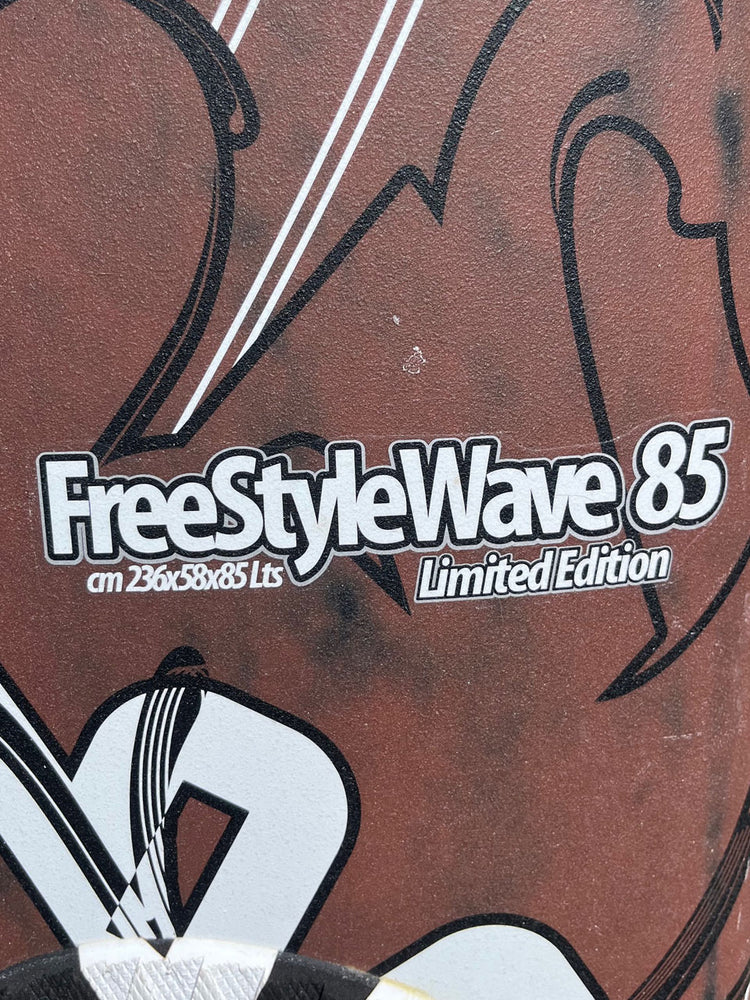 FreeStyleWave 85
cm 236x58x85 Lts
Limited Edition